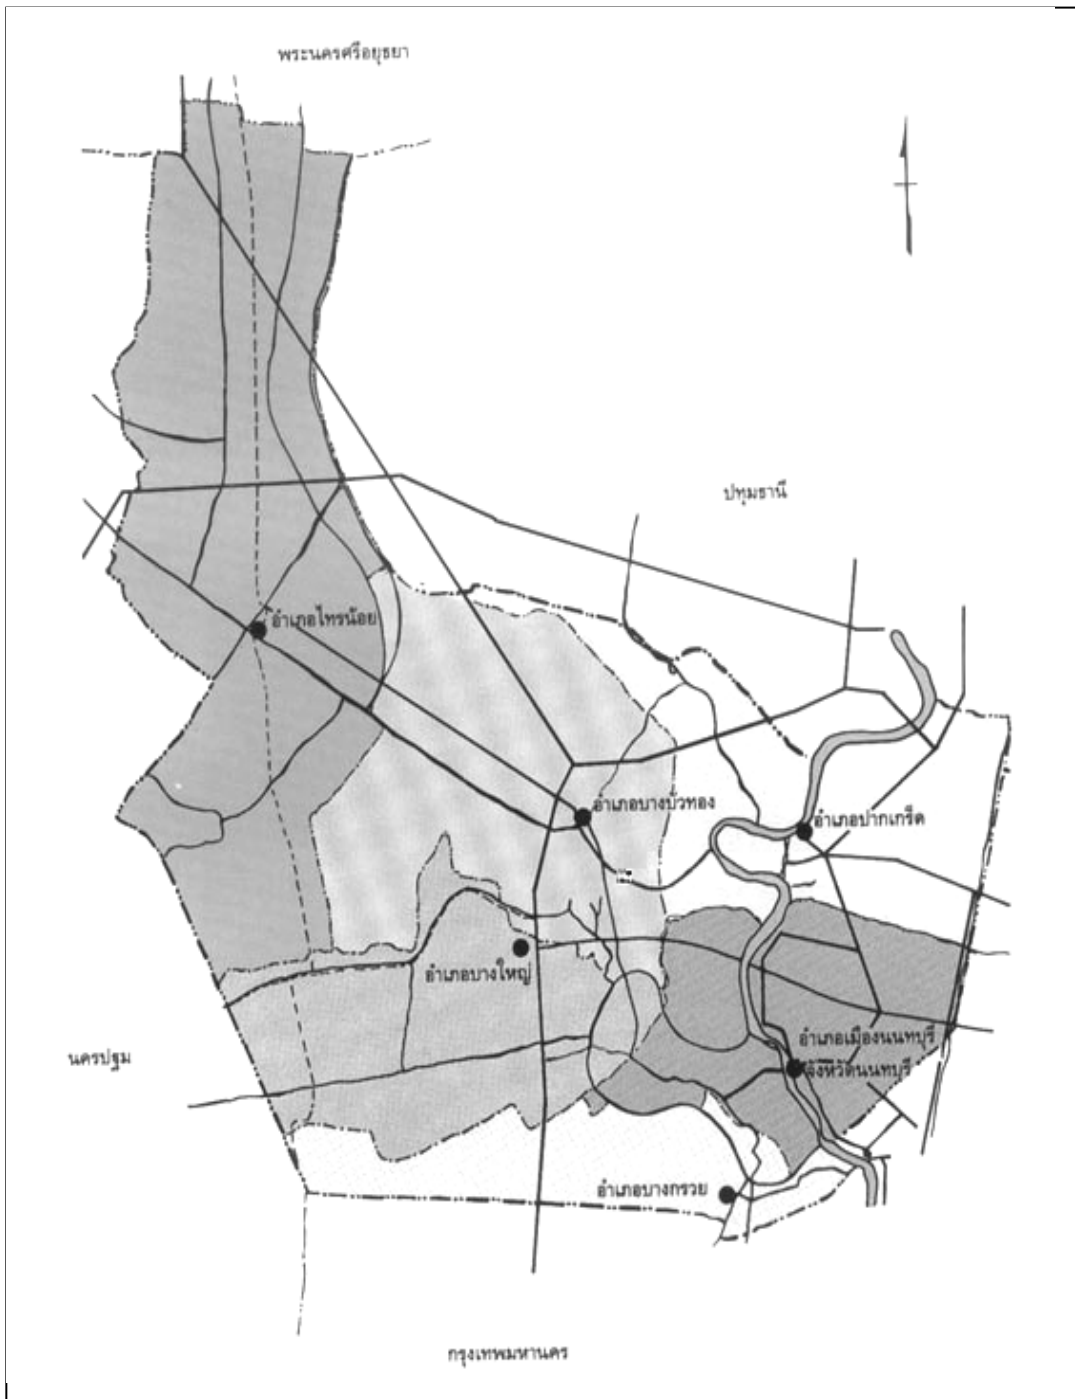 พระนครศรีอยุธยา
ปทุมธานี
อำเภอไทรน้อย
อำเภอบางบัวทอง
อำเภอปากเกร็ด
อำเภอบางใหญ่
อำเภอเมืองนนทบุรี
จังหวัดนนทบุรี
นครปฐม
อำเภอบางกรวย
กรุงเทพมหานคร